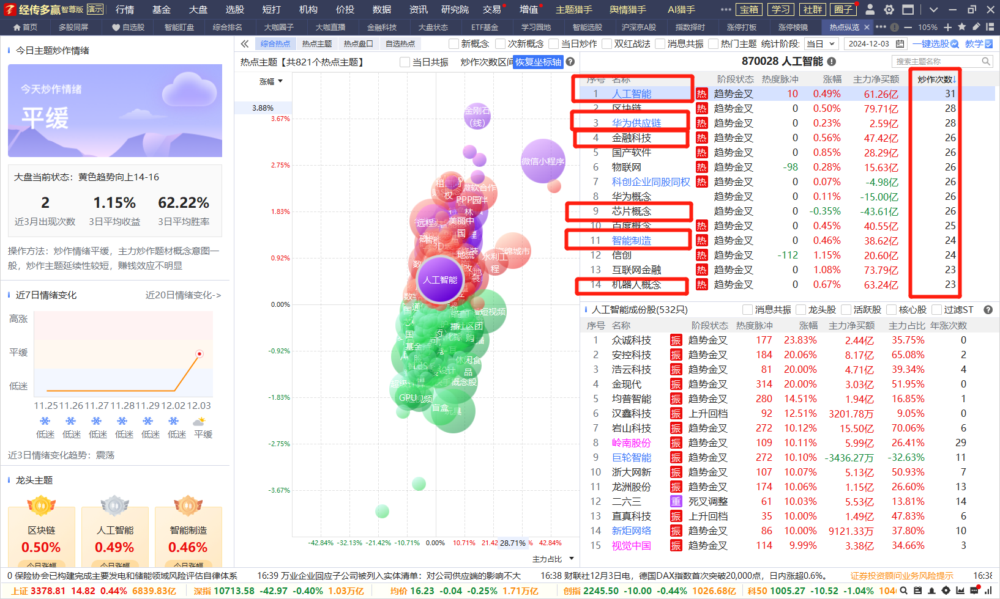 经传多赢 智尊版 演示 行情 基金 大盘 选股 短打 机构 价投 数据 资讯 研究院 交易 增值 主题猎手 舆情猎手 AI猎手 宝箱 学习 社群 圈子
首页 多股同屏 自选股 智能盯盘 综合排名 大咖圈子 大咖直播 金融科技 大盘状态 ETF基金 学习园地 智能选股 沪深京A股 指数择时 涨停打板 涨停棱镜 热点纵览 105%
今日主题炒作情绪
今天炒作情绪
平缓
大盘当前状态：黄色趋势向上14-16
2 1.15% 62.22%
近3月出现次数 3日平均收益 3日平均胜率
操作方法：炒作情绪平缓，主力炒作题材概念意图一
般，炒作主题延续性较短，赚钱效应不明显
近7日情绪变化 近20日情绪变化->
高涨
平缓
低迷
11.25 11.26 11.27 11.28 11.29 12.02 12.03
低迷 低迷 低迷 低迷 低迷 低迷 平缓
近3日情绪变化趋势：震荡
龙头主题
区块链 人工智能 智能制造
0.50% 0.49% 0.46%
今日涨幅 今日涨幅 今日涨幅
综合热点 热点主题 热点盘口 自选热点 新概念 次新概念 当日炒作 双红战法 消息共振 热门主题 统计阶段: 当日 2024-12-03 一键选股 教学
热点主题【共821个热点主题】 当日共振 炒作次数区间 恢复坐标轴
涨幅
3.88%
3.67%
2.75%
1.83%
0.92%
0.00%
-0.92%
-1.83%
-2.75%
-3.67%
金刚石
(线)
微信小程序
微软合作
PPP园伴
权
林
远程
美丽中
国
海绵城市
水利工
程
人工智能
短视频
社区团
购
基金
休闲食
品
设计
概念股
超级计算
GPU
视频
盲盒
玩具
-42.84% -32.13% -21.42% -10.71% 0.00% 10.71% 21.42 28.71% % 42.84%
主力占比
870028 人工智能 搜索主题名称
序号 名称 阶段状态 热度脉冲 涨幅 主力净买额 炒作次数↓
1 人工智能 热 趋势金叉 10 0.49% 61.26亿 31
2 区块链 热 趋势金叉 0 0.50% 79.71亿 28
3 华为供应链 热 趋势金叉 0 0.23% 2.59亿 28
4 金融科技 热 趋势金叉 0 0.56% 47.42亿 26
5 国产软件 热 趋势金叉 0 0.85% 28.29亿 26
6 物联网 热 趋势金叉 -98 0.28% 15.63亿 26
7 科创企业同股同权 热 趋势金叉 0 0.07% -4.98亿 26
8 华为概念 趋势金叉 0 0.11% -15.00亿 26
9 芯片概念 趋势金叉 0 -0.35% -43.61亿 26
10 百度概念 热 趋势金叉 0 0.45% 40.55亿 25
11 智能制造 热 趋势金叉 0 0.46% 38.62亿 24
12 信创 热 趋势金叉 -112 1.15% 20.60亿 24
13 互联网金融 热 趋势金叉 0 1.08% 73.79亿 23
14 机器人概念 热 趋势金叉 0 0.67% 63.24亿 23
人工智能成份股(532只) 消息共振 龙头股 活跃股 核心股 过滤ST
序号 名称 阶段状态 热度脉冲 涨幅 主力净买额 主力占比 年涨次数
1 众诚科技 振 趋势金叉 177 23.83% 2.44亿 35.75% 0
2 安控科技 振 趋势金叉 184 20.06% 8.17亿 65.08% 2
3 浩云科技 振 趋势金叉 81 20.00% 4.71亿 39.34% 4
4 金现代 振 趋势金叉 314 20.00% 3.03亿 51.95% 0
5 均普智能 振 趋势金叉 280 14.51% 1.94亿 16.85% 1
6 汉鑫科技 振 上升回档 92 12.51% 3201.78万 9.05% 0
7 岩山科技 振 趋势金叉 272 10.12% 15.50亿 70.06% 6
8 岭南股份 振 趋势金叉 109 10.11% 5.99亿 26.41% 29
9 巨轮智能 振 趋势金叉 272 10.10% -3436.27万 -32.63% 11
10 浙大网新 振 趋势金叉 107 10.07% 5.13亿 50.93% 7
11 龙洲股份 振 趋势金叉 174 10.06% 1.15亿 26.60% 13
12 二六三 重 死叉调整 61 10.03% 5.53亿 13.81% 14
13 直真科技 振 上升回档 35 10.00% 1.49亿 47.83% 6
14 新炬网络 振 趋势金叉 86 10.00% 9121.33万 37.80% 10
15 视觉中国 振 趋势金叉 114 9.99% 3.38亿 34.66% 3
0 保险协会已构建完成主要发电和储能领域风险评估自律体系 16:39 万业企业回应子公司被列入实体清单：对公司供应端的影响不大 16:38 财联社12月3日电，德国DAX指数首次突破20,000点，日内涨超0.6%。 证券投资顾问业务风险提示 16:38
上证 3378.81 14.82 0.44% 6839.83亿 深指 10713.58 -42.97 -0.40% 1.03万亿 均价 16.23 -0.04 -0.25% 1.71万亿 创指 2245.50 -10.00 -0.44% 1026.68亿 科50 1005.27 -10.52 -1.04% 104